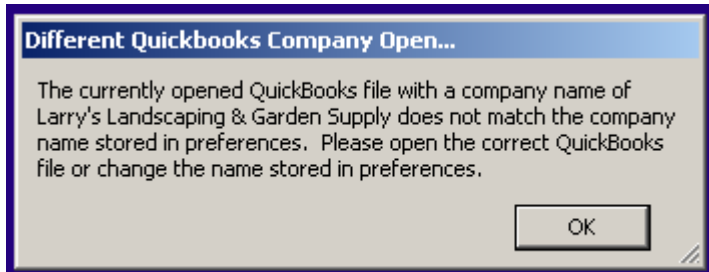 Different Quickbooks Company Open...
The currently opened QuickBooks file with a company name of
Larry's Landscaping & Garden Supply does not match the company
name stored in preferences.  Please open the correct QuickBooks
file or change the name stored in preferences.
OK